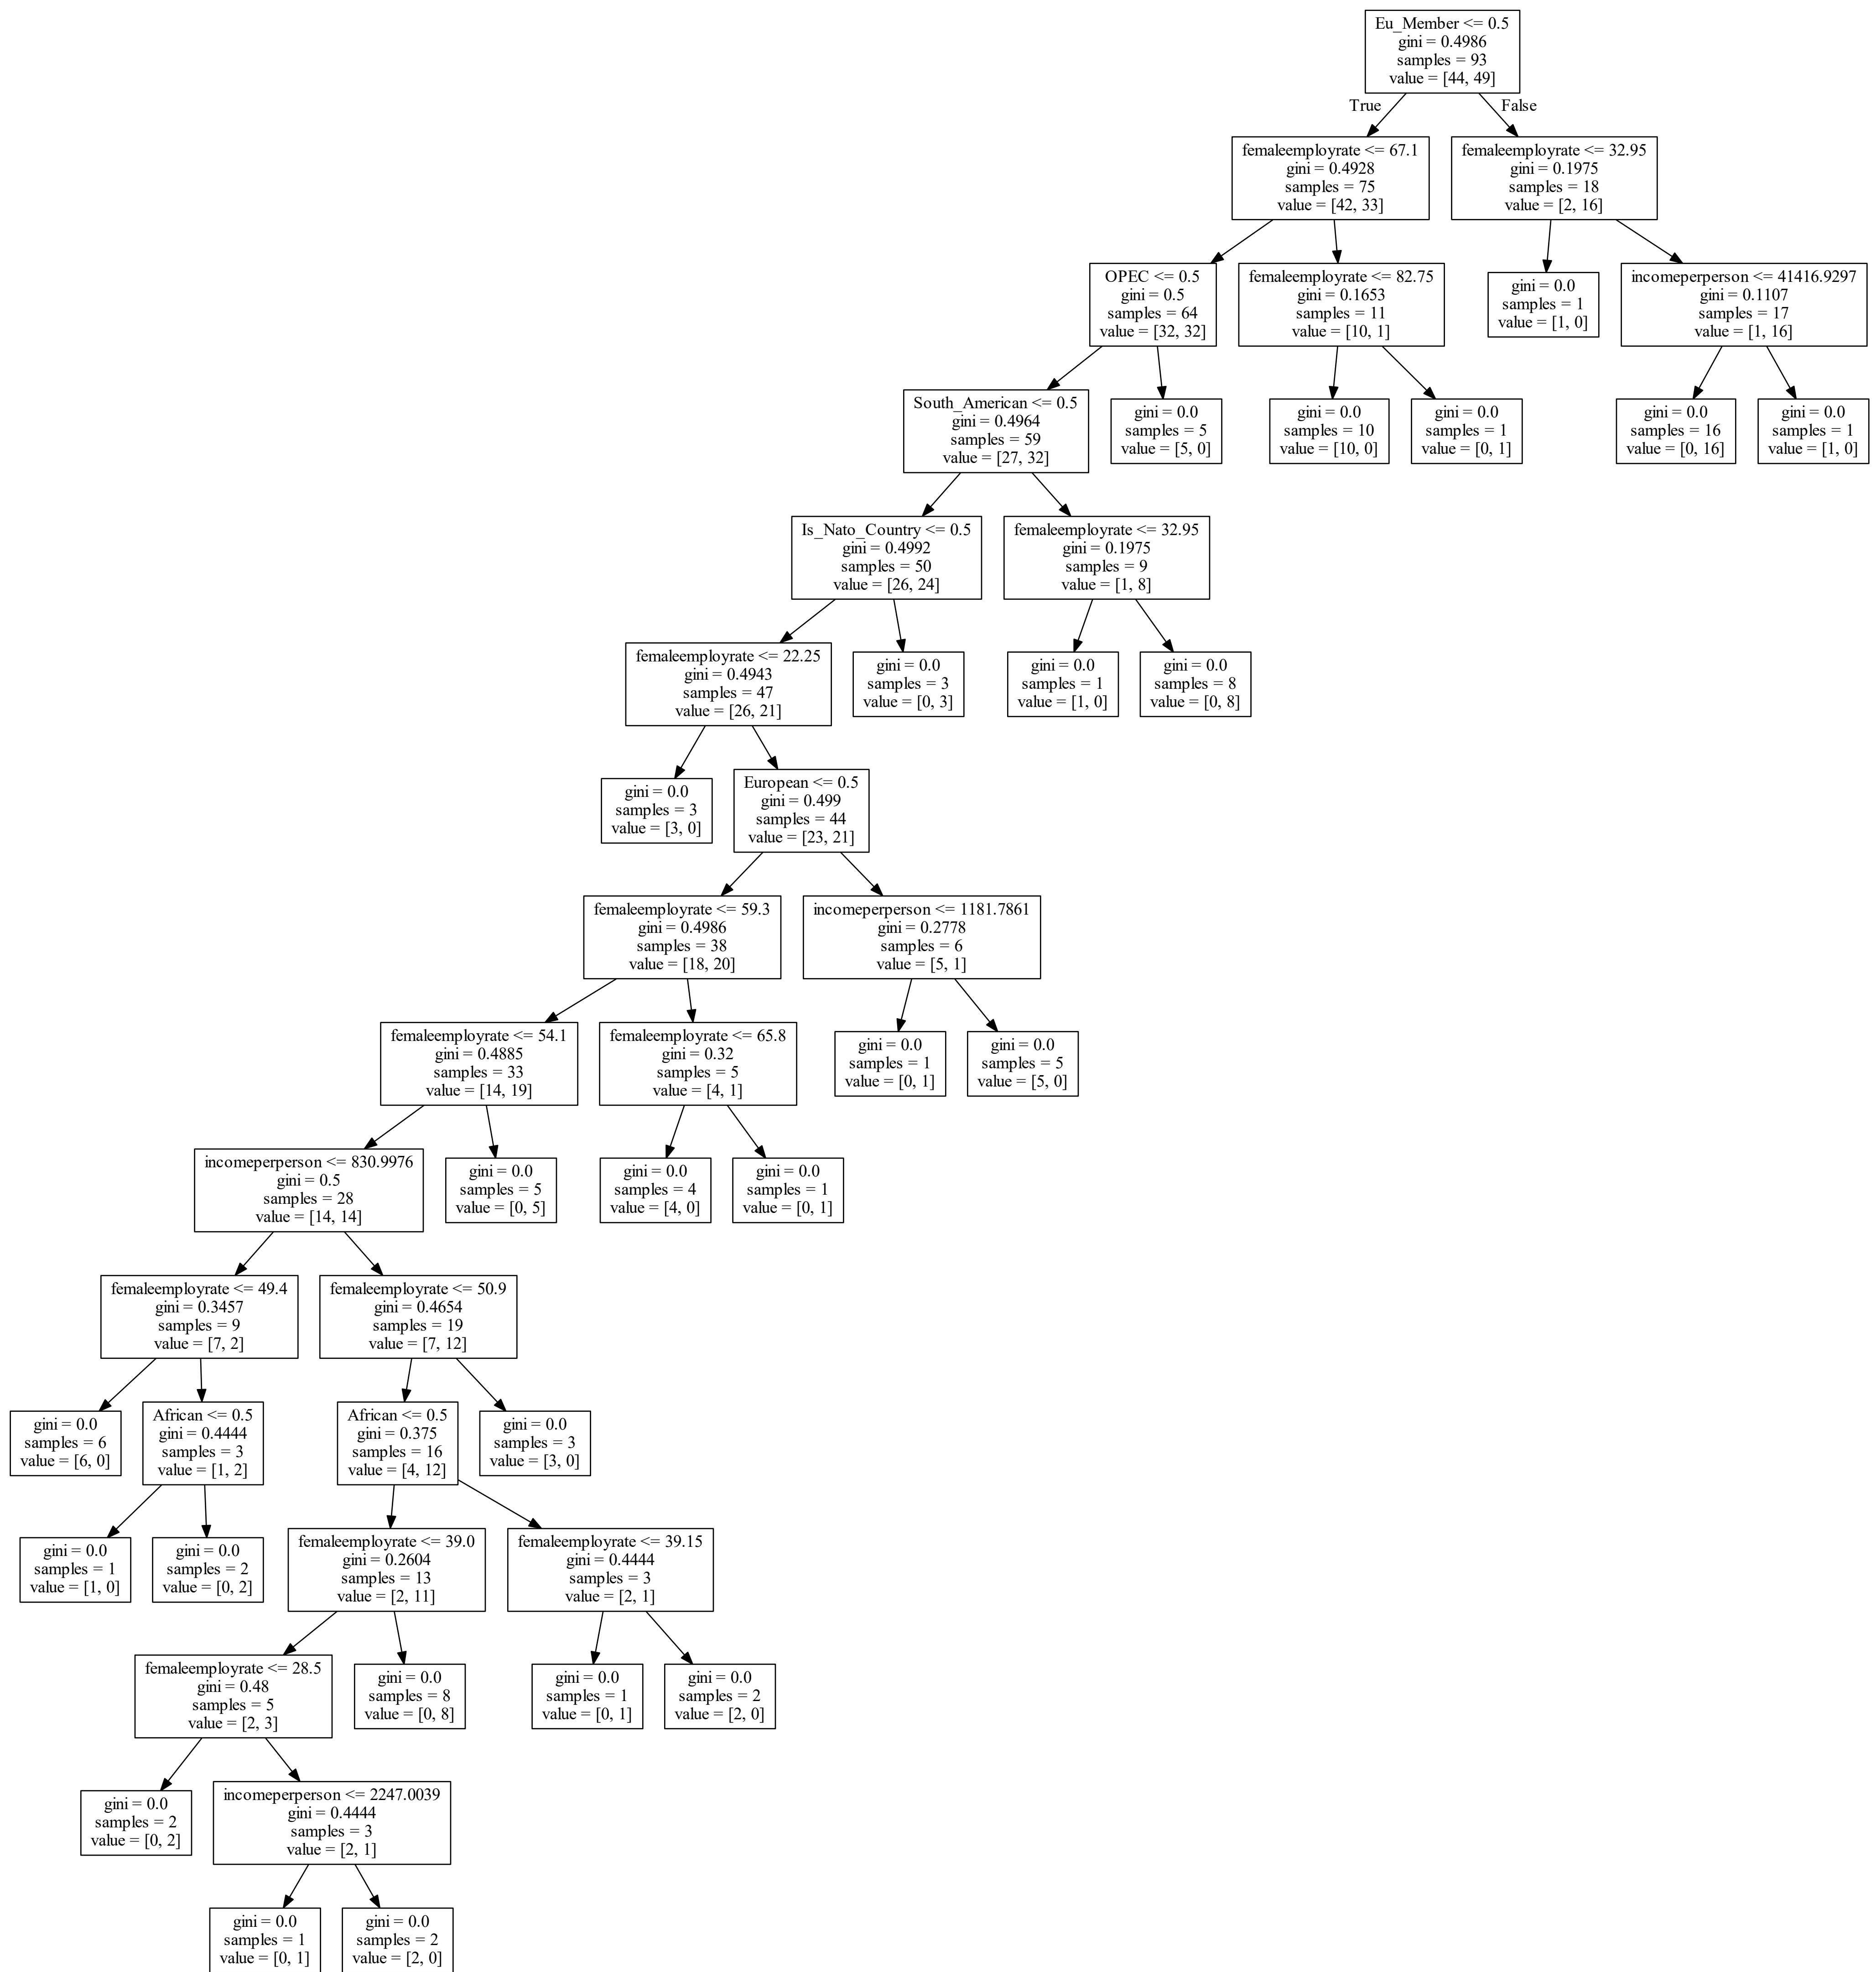 Eu_Member <= 0.5
gini = 0.4986
samples = 93
value = [44, 49]
True
False
femaleemployrate <= 67.1
gini = 0.4928
samples = 75
value = [42, 33]
femaleemployrate <= 32.95
gini = 0.1975
samples = 18
value = [2, 16]
OPEC <= 0.5
gini = 0.5
samples = 64
value = [32, 32]
femaleemployrate <= 82.75
gini = 0.1653
samples = 11
value = [10, 1]
gini = 0.0
samples = 1
value = [1, 0]
incomeperperson <= 41416.9297
gini = 0.1107
samples = 17
value = [1, 16]
South_American <= 0.5
gini = 0.4964
samples = 59
value = [27, 32]
gini = 0.0
samples = 5
value = [5, 0]
gini = 0.0
samples = 10
value = [10, 0]
gini = 0.0
samples = 1
value = [0, 1]
gini = 0.0
samples = 16
value = [0, 16]
gini = 0.0
samples = 1
value = [1, 0]
Is_Nato_Country <= 0.5
gini = 0.4992
samples = 50
value = [26, 24]
femaleemployrate <= 32.95
gini = 0.1975
samples = 9
value = [1, 8]
femaleemployrate <= 22.25
gini = 0.4943
samples = 47
value = [26, 21]
gini = 0.0
samples = 3
value = [0, 3]
gini = 0.0
samples = 1
value = [1, 0]
gini = 0.0
samples = 8
value = [0, 8]
gini = 0.0
samples = 3
value = [3, 0]
European <= 0.5
gini = 0.499
samples = 44
value = [23, 21]
femaleemployrate <= 59.3
gini = 0.4986
samples = 38
value = [18, 20]
incomeperperson <= 1181.7861
gini = 0.2778
samples = 6
value = [5, 1]
femaleemployrate <= 54.1
gini = 0.4885
samples = 33
value = [14, 19]
femaleemployrate <= 65.8
gini = 0.32
samples = 5
value = [4, 1]
gini = 0.0
samples = 1
value = [0, 1]
gini = 0.0
samples = 5
value = [5, 0]
incomeperperson <= 830.9976
gini = 0.5
samples = 28
value = [14, 14]
gini = 0.0
samples = 5
value = [0, 5]
gini = 0.0
samples = 4
value = [4, 0]
gini = 0.0
samples = 1
value = [0, 1]
femaleemployrate <= 49.4
gini = 0.3457
samples = 9
value = [7, 2]
femaleemployrate <= 50.9
gini = 0.4654
samples = 19
value = [7, 12]
gini = 0.0
samples = 6
value = [6, 0]
African <= 0.5
gini = 0.4444
samples = 3
value = [1, 2]
African <= 0.5
gini = 0.375
samples = 16
value = [4, 12]
gini = 0.0
samples = 3
value = [3, 0]
gini = 0.0
samples = 1
value = [1, 0]
gini = 0.0
samples = 2
value = [0, 2]
femaleemployrate <= 39.0
gini = 0.2604
samples = 13
value = [2, 11]
femaleemployrate <= 39.15
gini = 0.4444
samples = 3
value = [2, 1]
femaleemployrate <= 28.5
gini = 0.48
samples = 5
value = [2, 3]
gini = 0.0
samples = 8
value = [0, 8]
gini = 0.0
samples = 1
value = [0, 1]
gini = 0.0
samples = 2
value = [2, 0]
gini = 0.0
samples = 2
value = [0, 2]
incomeperperson <= 2247.0039
gini = 0.4444
samples = 3
value = [2, 1]
gini = 0.0
samples = 1
value = [0, 1]
gini = 0.0
samples = 2
value = [2, 0]